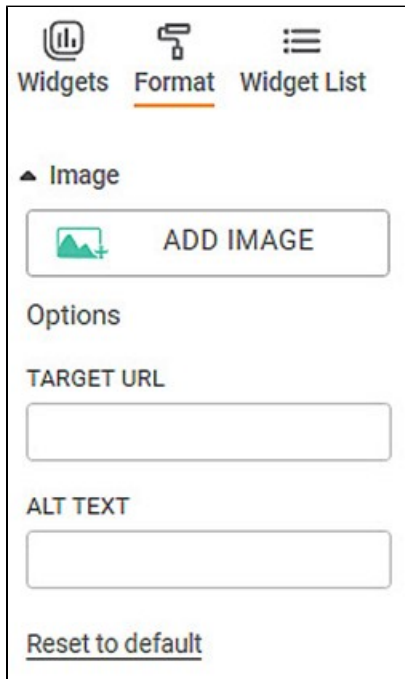 Widgets Format Widget List
Image
ADD IMAGE
Options
TARGET URL
ALT TEXT
Reset to default